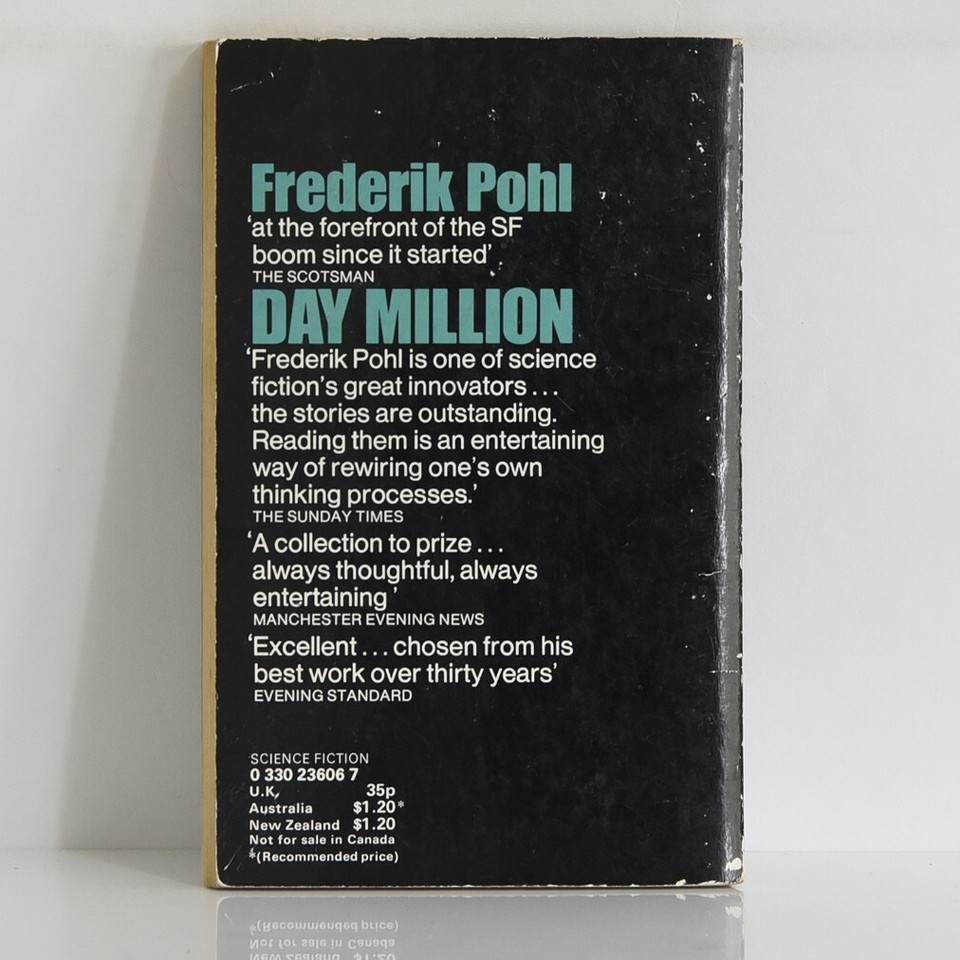 Frederik Pohl
‘at the forefront of the SF
boom since it started’
THE SCOTSMAN
DAY MILLION
‘Frederik Pohl is one of science
fiction’s great innovators...
the stories are outstanding.
Reading them is an entertaining
way of rewiring one’s own
thinking processes.’
THE SUNDAY TIMES
‘A collection to prize...
always thoughtful, always
entertaining’
MANCHESTER EVENING NEWS
‘Excellent...chosen from his
best work over thirty years’
EVENING STANDARD
SCIENCE FICTION
0 330 23606 7
U.K. 35p
Australia $1.20*
New Zealand $1.20
Not for sale in Canada
*(Recommended price)